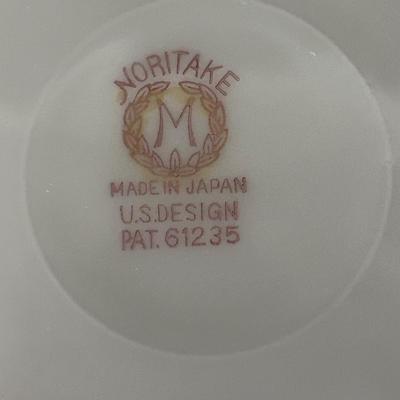 NORITAKE
M
MADE IN JAPAN
U.S. DESIGN
PAT. 61235